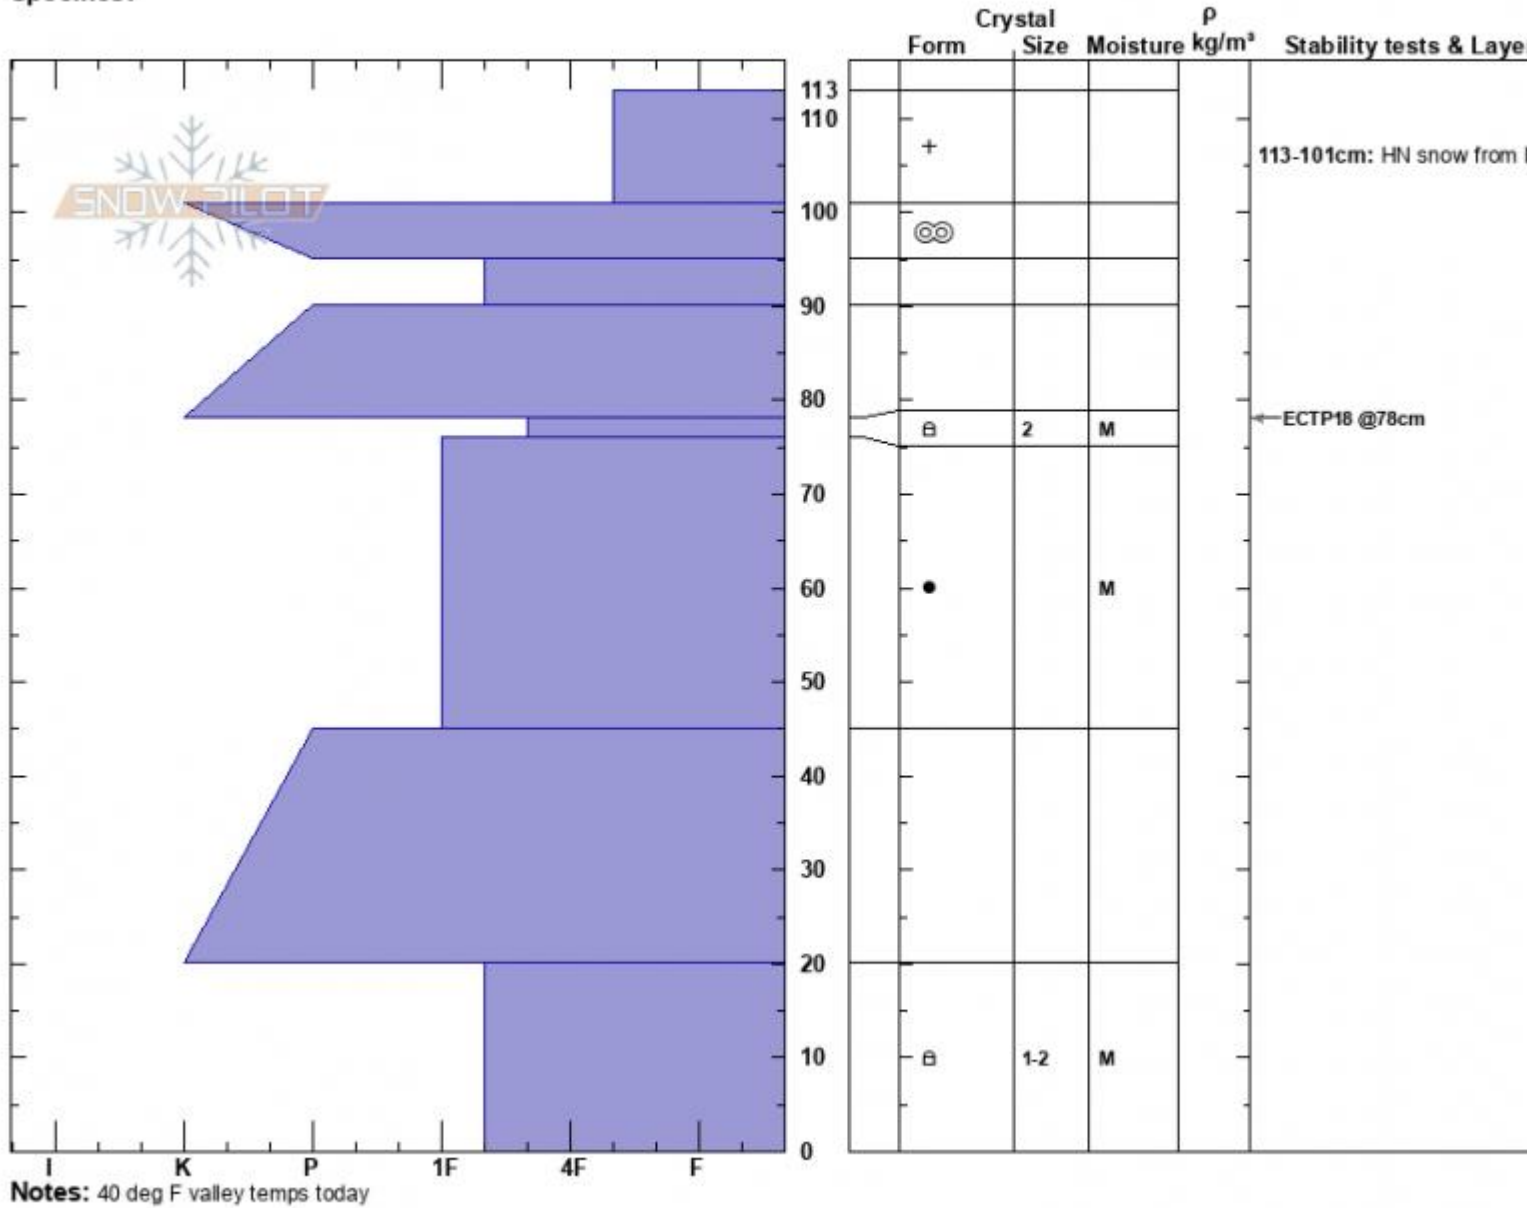 Crystal ρ
Form Size Moisture kg/m³ Stability tests & Laye
SNOW PILOT
113
110
+
113-101cm: HN snow from
100
90
80
ECTP18 @78cm
2 M
70
60
M
50
40
30
20
10
1-2 M
0
I K P 1F 4F F
Notes: 40 deg F valley temps today